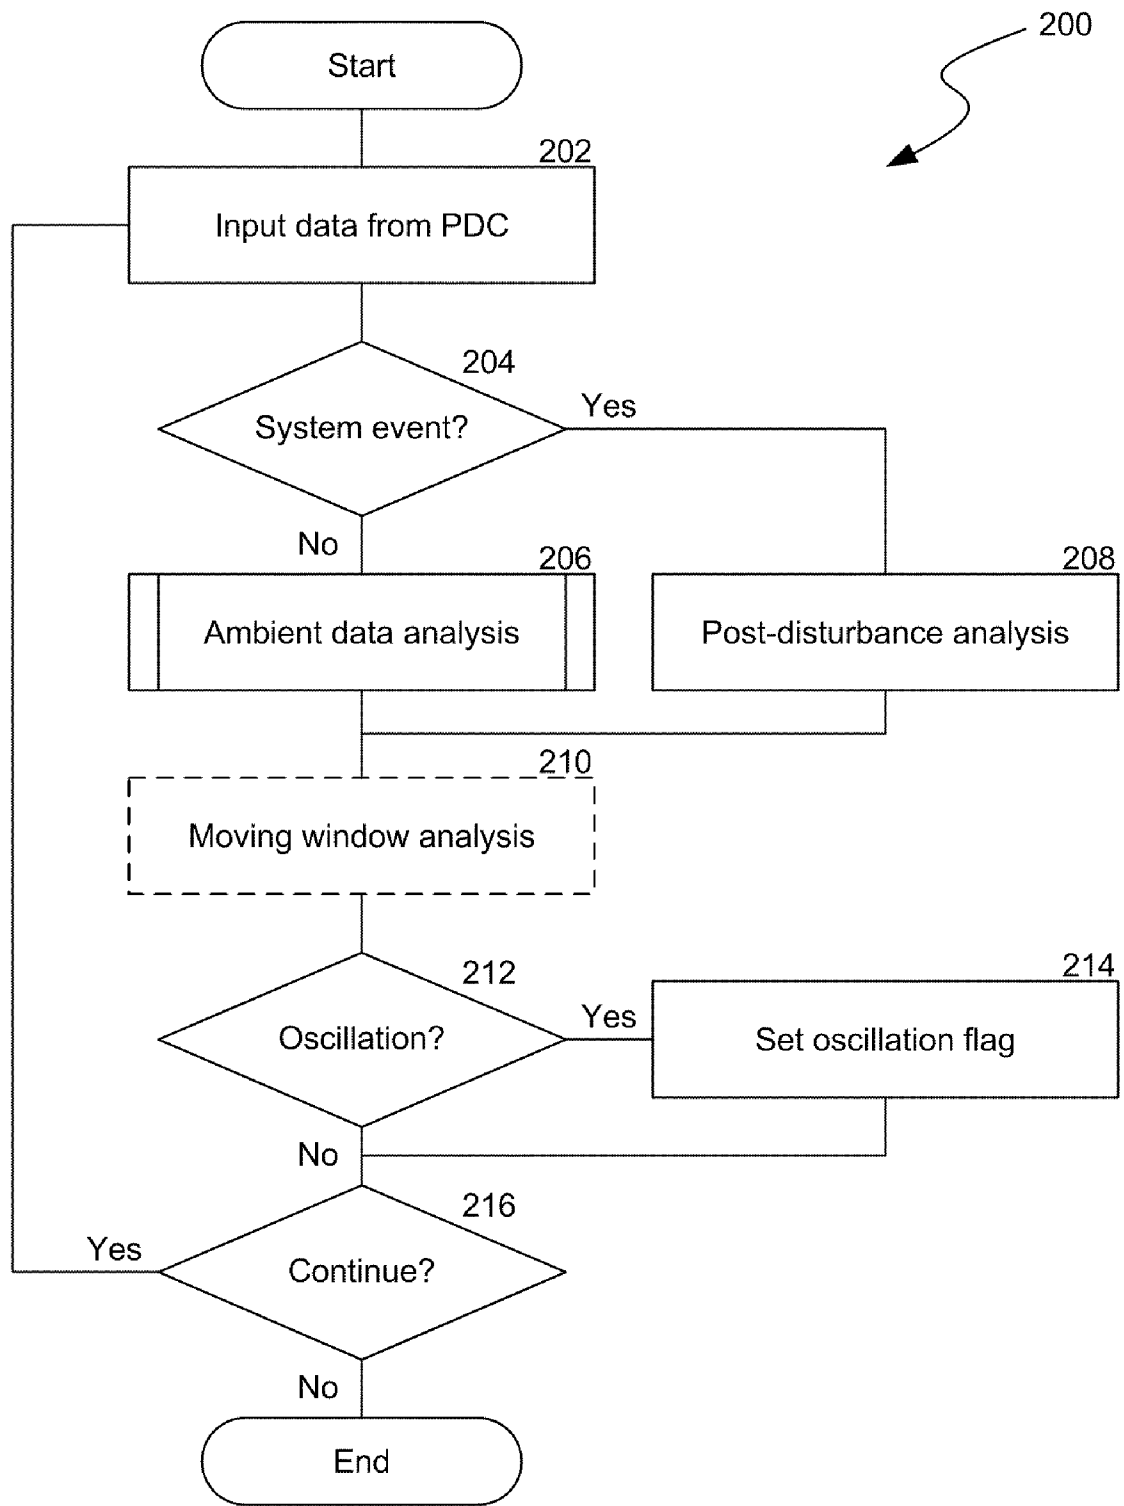 200
Start
202
Input data from PDC
204
System event?
Yes
No
206
Ambient data analysis
208
Post-disturbance analysis
210
Moving window analysis
212
Oscillation?
Yes
214
Set oscillation flag
No
216
Continue?
Yes
No
End